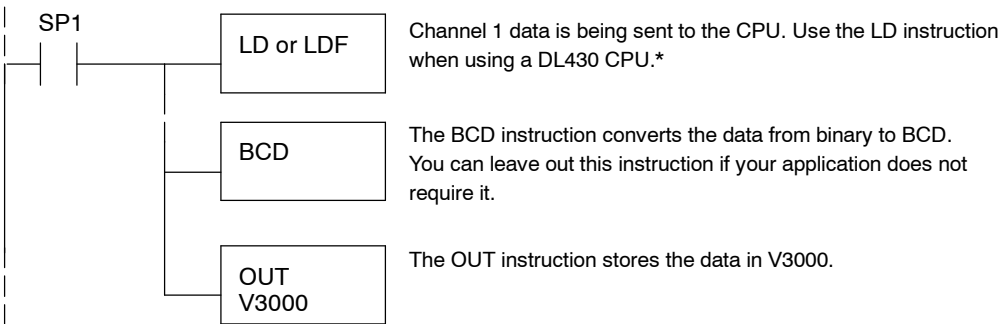 SP1
LD or LDF
Channel 1 data is being sent to the CPU. Use the LD instruction
when using a DL430 CPU.*
BCD
The BCD instruction converts the data from binary to BCD.
You can leave out this instruction if your application does not
require it.
OUT
V3000
The OUT instruction stores the data in V3000.